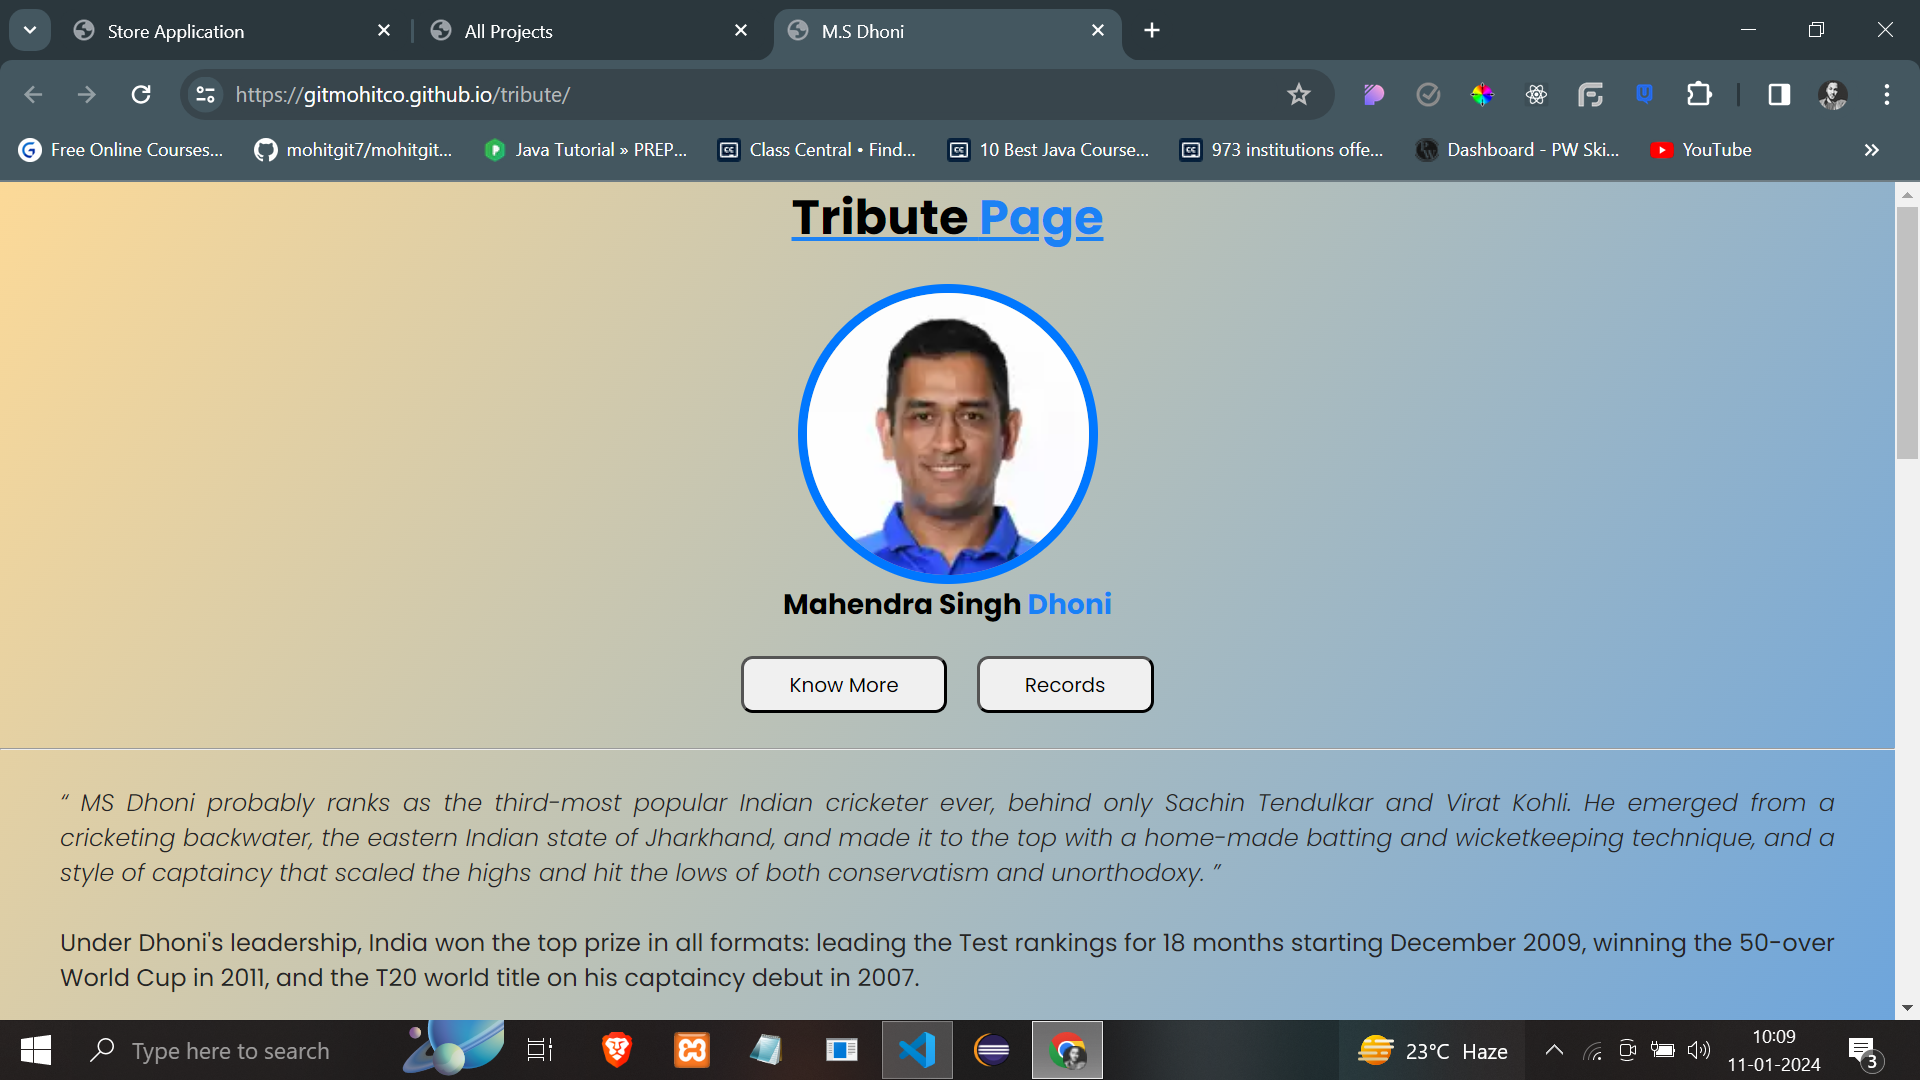 Store Application
All Projects
M.S Dhoni
https://gitmohitco.github.io/tribute/
Free Online Courses...
mohitgit7/mohitgit...
Java Tutorial » PREP...
Class Central • Find...
10 Best Java Course...
973 institutions offe...
Dashboard - PW Ski...
YouTube
Tribute Page
Mahendra Singh Dhoni
Know More
Records
“ MS Dhoni probably ranks as the third-most popular Indian cricketer ever, behind only Sachin Tendulkar and Virat Kohli. He emerged from a
cricketing backwater, the eastern Indian state of Jharkhand, and made it to the top with a home-made batting and wicketkeeping technique, and a
style of captaincy that scaled the highs and hit the lows of both conservatism and unorthodoxy. ”
Under Dhoni's leadership, India won the top prize in all formats: leading the Test rankings for 18 months starting December 2009, winning the 50-over
World Cup in 2011, and the T20 world title on his captaincy debut in 2007.
Type here to search
23°C Haze
10:09
11-01-2024
3